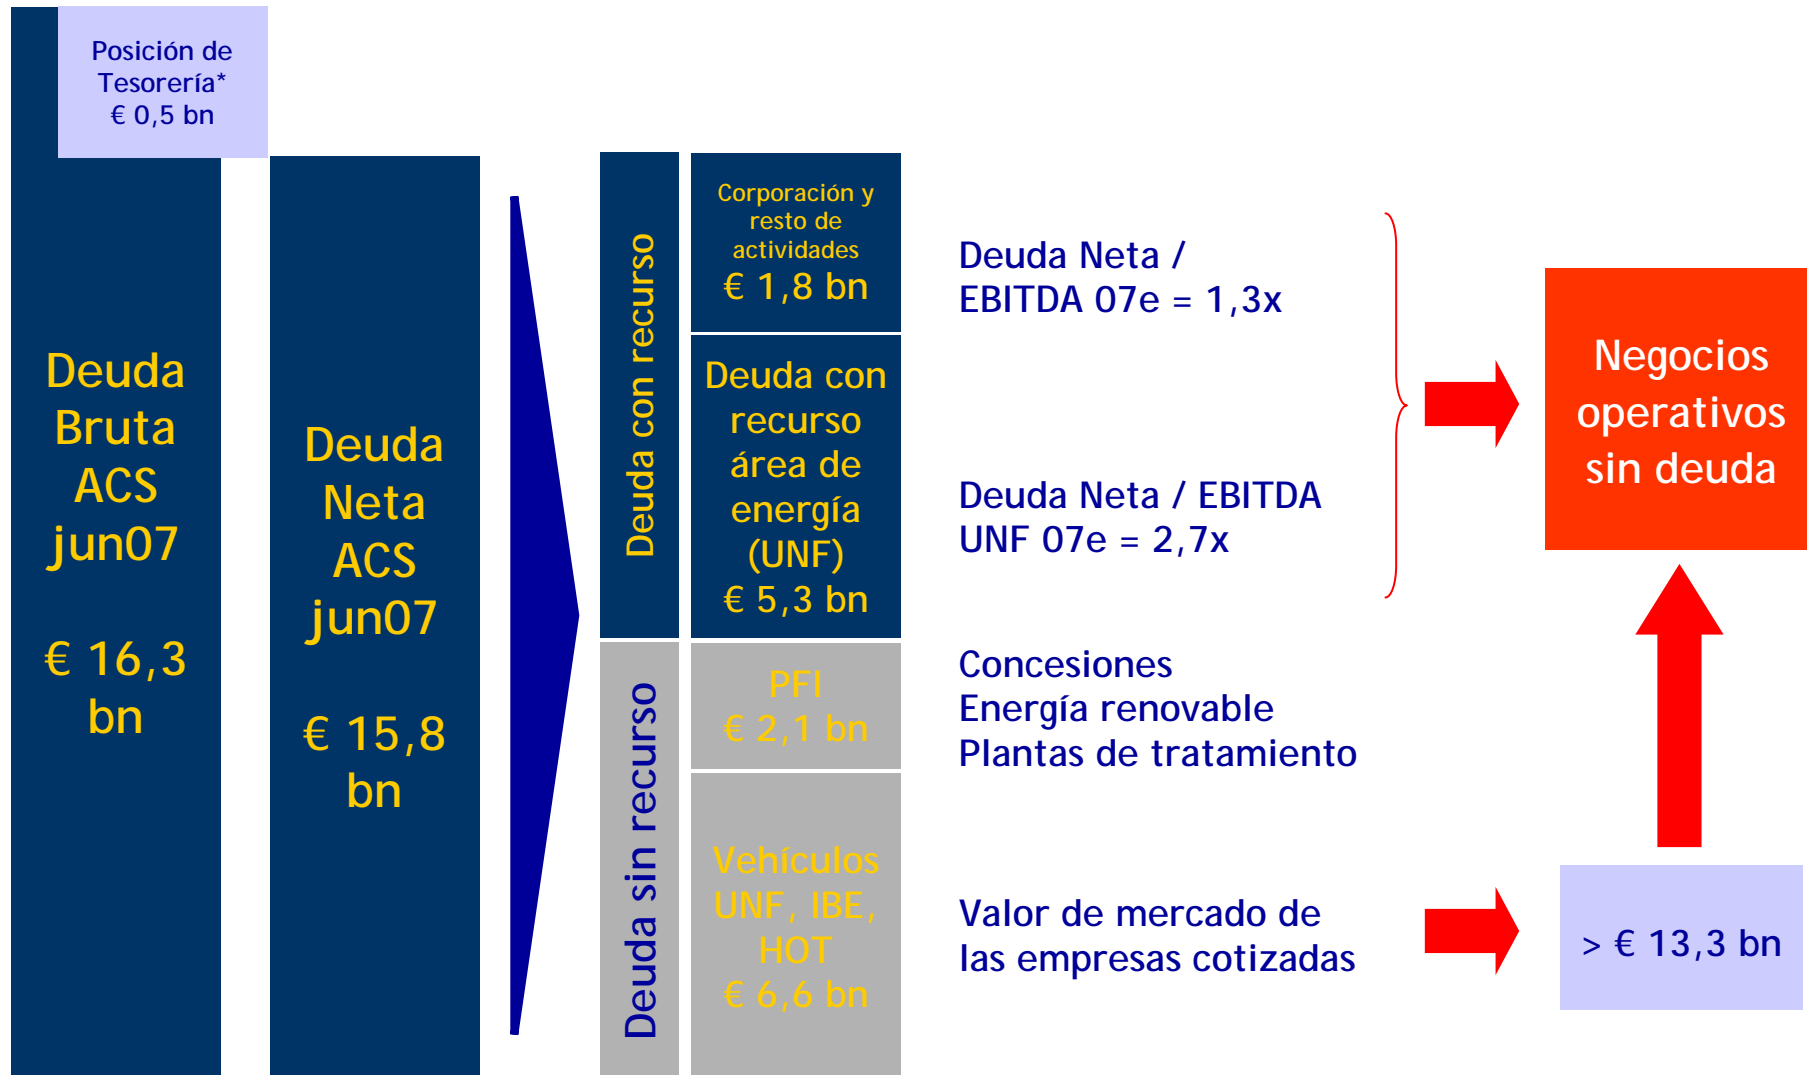 Posición de
Tesorería*
€ 0,5 bn
Deuda
Bruta
ACS
jun07
€ 16,3
bn
Deuda
Neta
ACS
jun07
€ 15,8
bn
Deuda con recurso
Corporación y
resto de
actividades
€ 1,8 bn
Deuda con
recurso
área de
energía
(UNF)
€ 5,3 bn
Deuda sin recurso
PFI
€ 2,1 bn
Vehículos
UNF, IBE,
HOT
€ 6,6 bn
Deuda Neta /
EBITDA 07e = 1,3x
Deuda Neta / EBITDA
UNF 07e = 2,7x
Concesiones
Energía renovable
Plantas de tratamiento
Valor de mercado de
las empresas cotizadas
Negocios
operativos
sin deuda
> € 13,3 bn